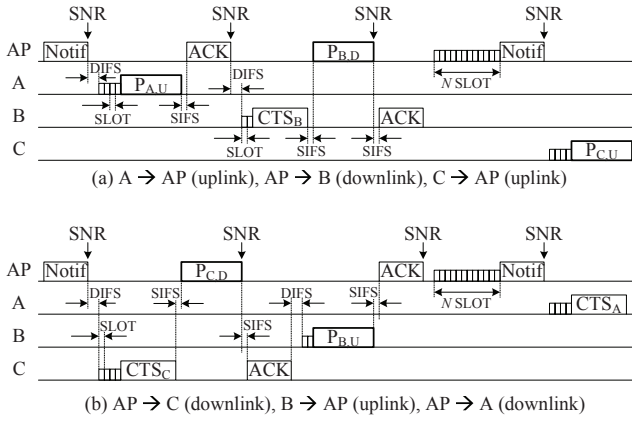 SNR SNR SNR SNR
AP Notif ACK P_B,D Notif
DIFS DIFS
A P_A,U N SLOT
SLOT SIFS
B CTS_B ACK
SLOT SIFS SIFS
C P_C,U
(a) A → AP (uplink), AP → B (downlink), C → AP (uplink)
SNR SNR SNR SNR
AP Notif P_C,D ACK Notif
DIFS SIFS DIFS SIFS N SLOT
A CTS_A
SLOT SIFS
B P_B,U
C CTS_C ACK
(b) AP → C (downlink), B → AP (uplink), AP → A (downlink)